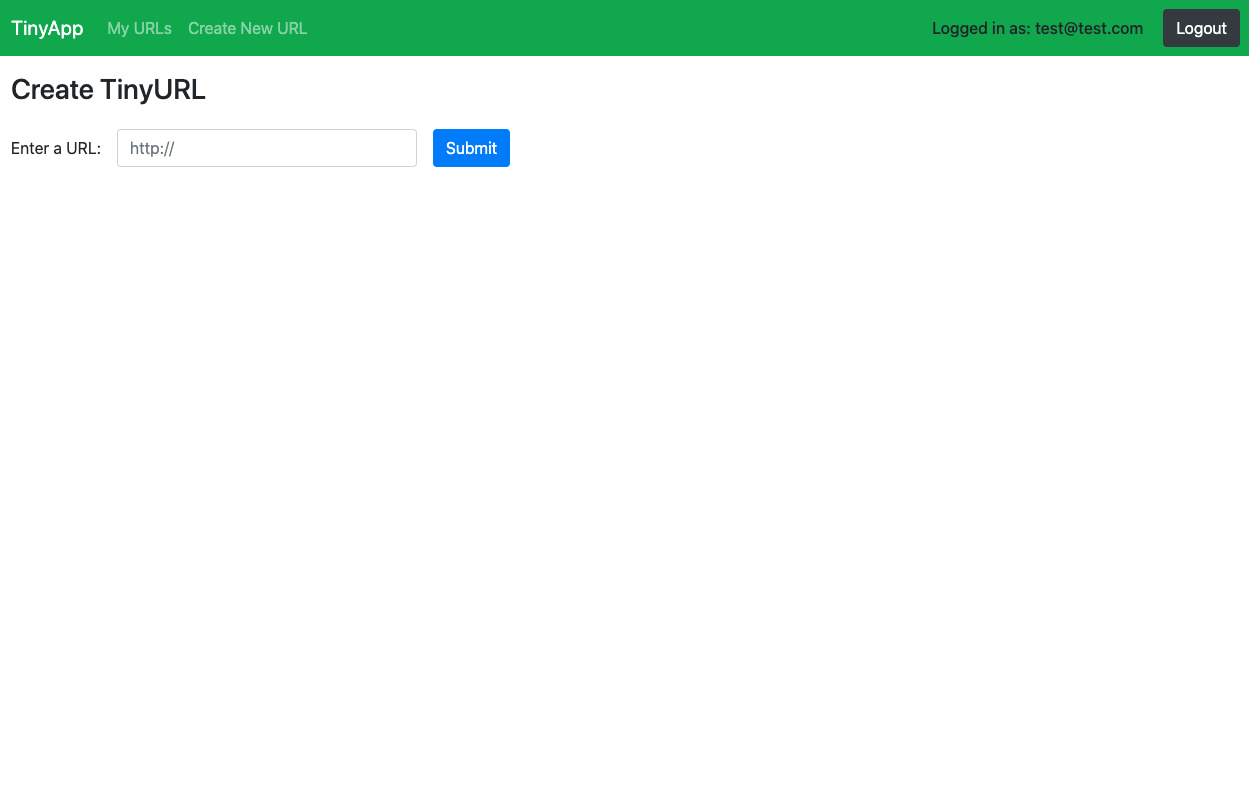 TinyApp My URLs Create New URL Logged in as: test@test.com Logout
Create TinyURL
Enter a URL: http:// Submit